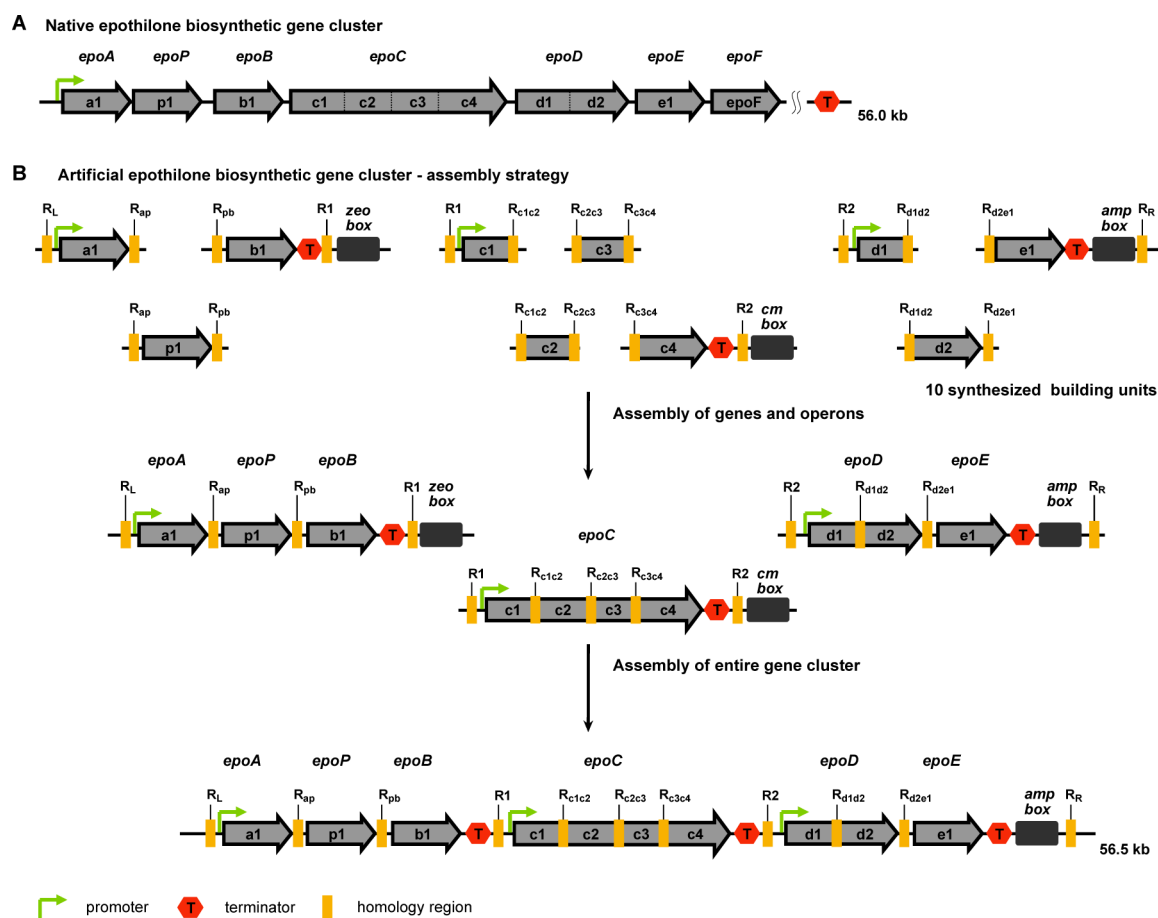 A Native epothilone biosynthetic gene cluster
epoA epoP epoB epoC epoD epoE epoF
a1 p1 b1 c1 c2 c3 c4 d1 d2 e1 epoF T
56.0 kb
B Artificial epothilone biosynthetic gene cluster - assembly strategy
RL Rap Rpb R1 zeo box R1 Rc1c2 Rc2c3 Rc3c4 R2 Rd1d2 Rd2e1 amp box RR
a1 b1 T c1 c3 d1 e1 T
Rap Rpb Rc1c2 Rc2c3 Rc3c4 R2 cm box Rd1d2 Rd2e1
p1 c2 c4 T d2
10 synthesized building units
Assembly of genes and operons
epoA epoP epoB epoD epoE
RL Rap Rpb R1 zeo box R2 Rd1d2 Rd2e1 amp box RR
a1 p1 b1 T d1 d2 e1 T
epoC
R1 Rc1c2 Rc2c3 Rc3c4 R2 cm box
c1 c2 c3 c4 T
Assembly of entire gene cluster
epoA epoP epoB epoC epoD epoE
RL Rap Rpb R1 Rc1c2 Rc2c3 Rc3c4 R2 Rd1d2 Rd2e1 amp box RR
a1 p1 b1 T c1 c2 c3 c4 T d1 d2 e1 T
56.5 kb
promoter T terminator homology region